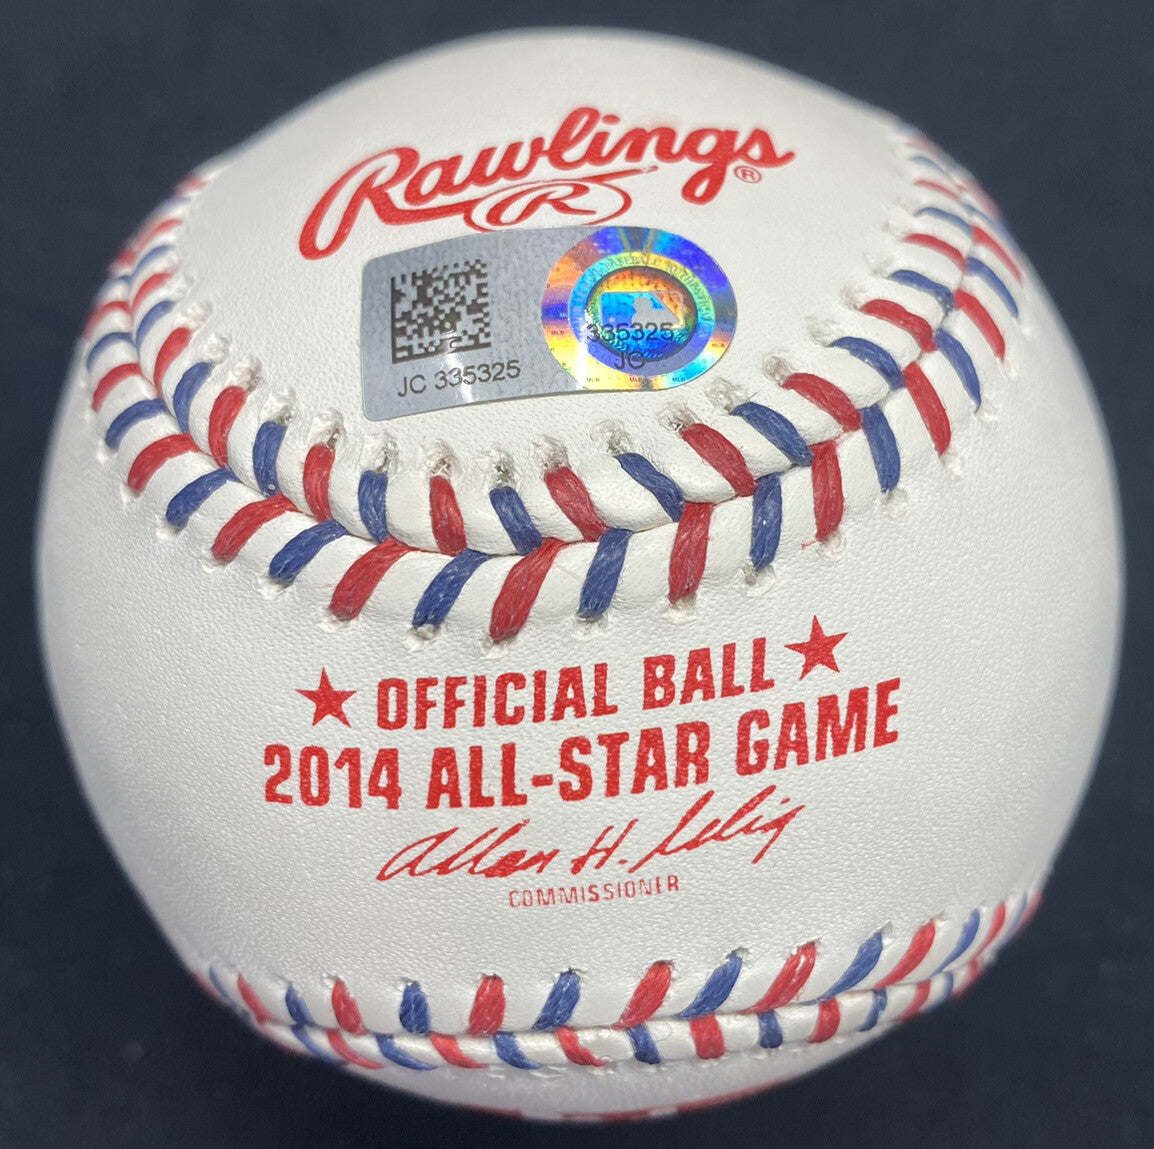 Rawlings ®
R
JC 335325
335325
JC
★ OFFICIAL BALL ★
2014 ALL-STAR GAME
Allan H. Selig
COMMISSIONER